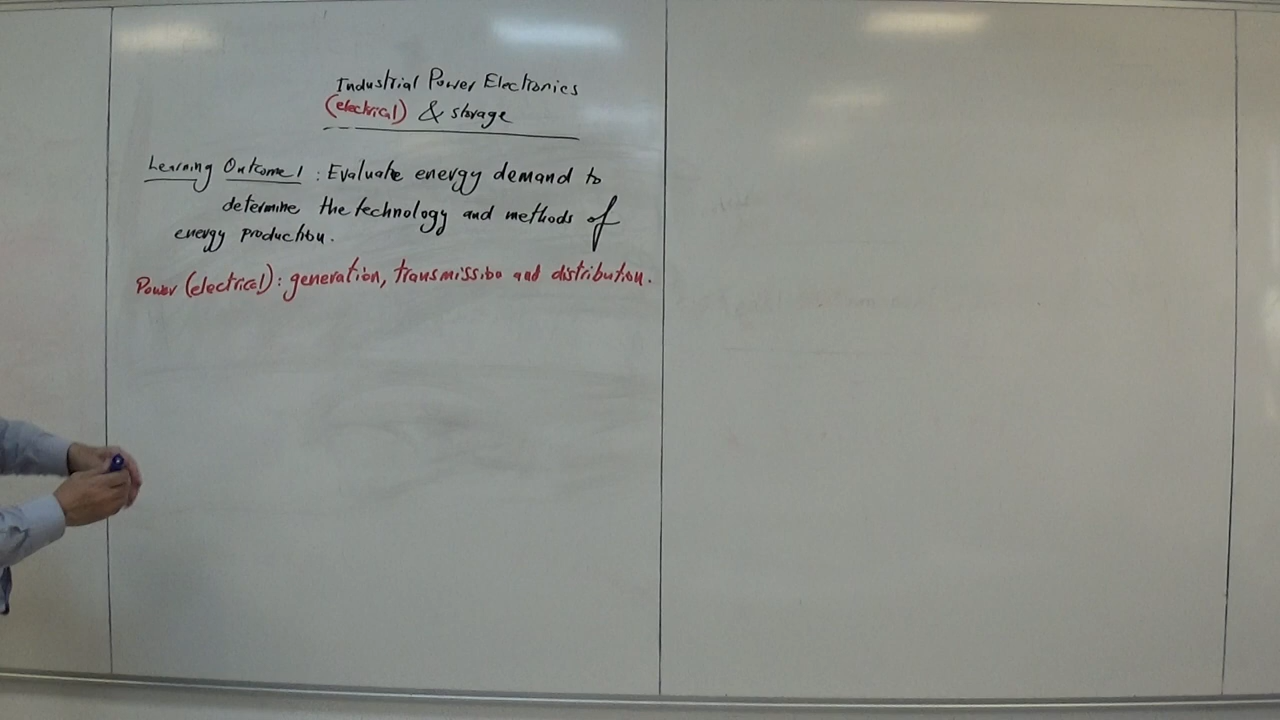 Industrial Power Electronics
(electrical) & storage
Learning Outcome 1 : Evaluate energy demand to
determine the technology and methods of
energy production.
Power (electrical) : generation, transmission and distribution.